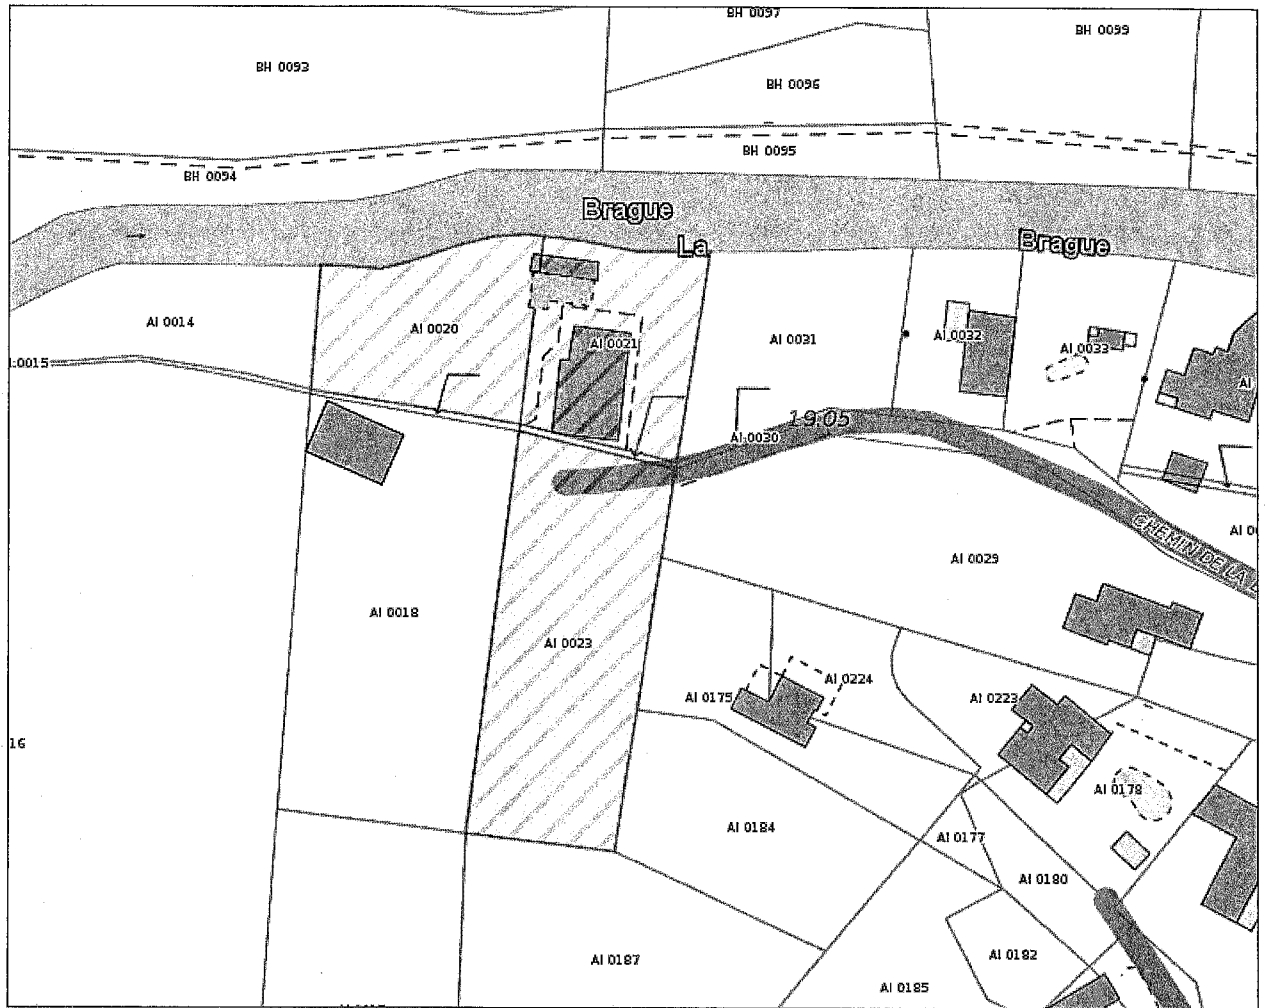 BH 0097
BH 0099
BH 0093
BH 0096
BH 0095
BH 0094
Brague
La
Brague
AI 0014
AI 0020
AI 0021
AI 0031
AI 0032
AI 0033
0015
AI
19.05
AI 0030
CHEMIN DE LA
AI 0029
AI 0018
AI 0023
AI 0175
AI 0224
AI 0223
16
AI 0178
AI 0184
AI 0177
AI 0180
AI 0187
AI 0182
AI 0185